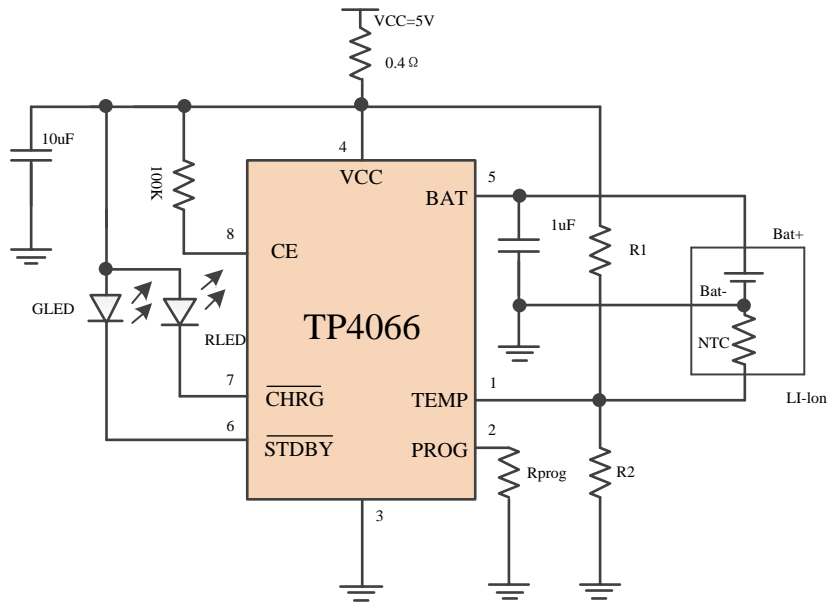 VCC=5V
0.4Ω
10uF
100K
4
VCC
5
BAT
8
CE
1uF
R1
Bat+
Bat-
GLED
RLED
TP4066
NTC
7
CHRG
1
TEMP
LI-lon
6
STDBY
2
PROG
Rprog
R2
3